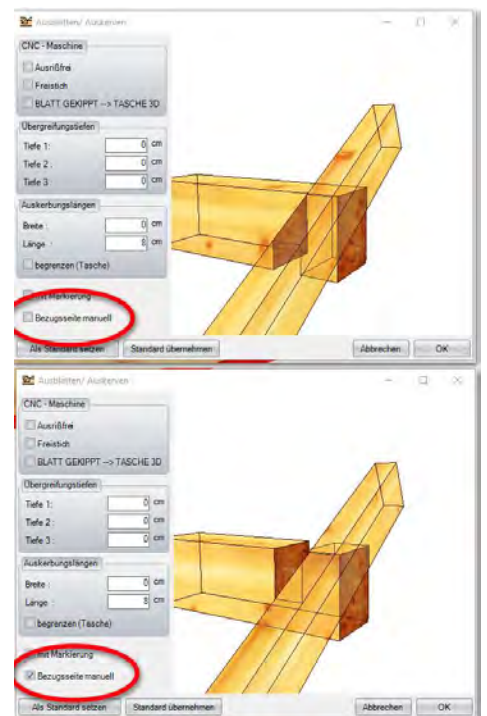 Ausblatten/ Auskerven
CNC - Maschine
Ausrißfrei
Freistich
BLATT GEKIPPT --> TASCHE 3D
Übergreifungstiefen
Tiefe 1: 0 cm
Tiefe 2 : 0 cm
Tiefe 3 0 cm
Auskerbungslängen
Breite : 0 cm
Länge : 8 cm
begrenzen (Tasche)
mit Markierung
Bezugsseite manuell
Als Standard setzen Standard übernehmen Abbrechen OK
Ausblatten/ Auskerven
CNC - Maschine
Ausrißfrei
Freistich
BLATT GEKIPPT --> TASCHE 3D
Übergreifungstiefen
Tiefe 1: 0 cm
Tiefe 2 : 0 cm
Tiefe 3 : 0 cm
Auskerbungslängen
Breite : 0 cm
Länge : 8 cm
begrenzen (Tasche)
mit Markierung
Bezugsseite manuell
Als Standard setzen Standard übernehmen Abbrechen OK